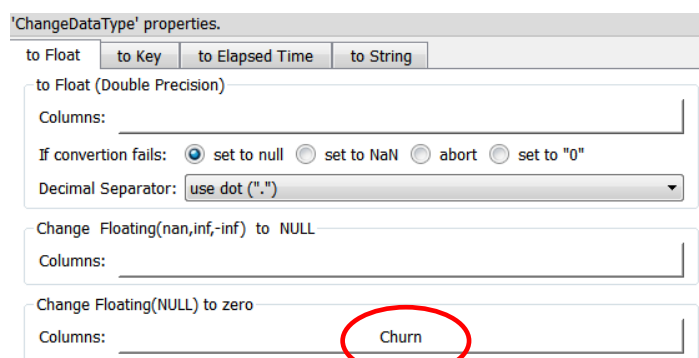 'ChangeDataType' properties.
to Float to Key to Elapsed Time to String
to Float (Double Precision)
Columns:
If convertion fails: set to null set to NaN abort set to "0"
Decimal Separator: use dot (".")
Change Floating(nan,inf,-inf) to NULL
Columns:
Change Floating(NULL) to zero
Columns: Churn